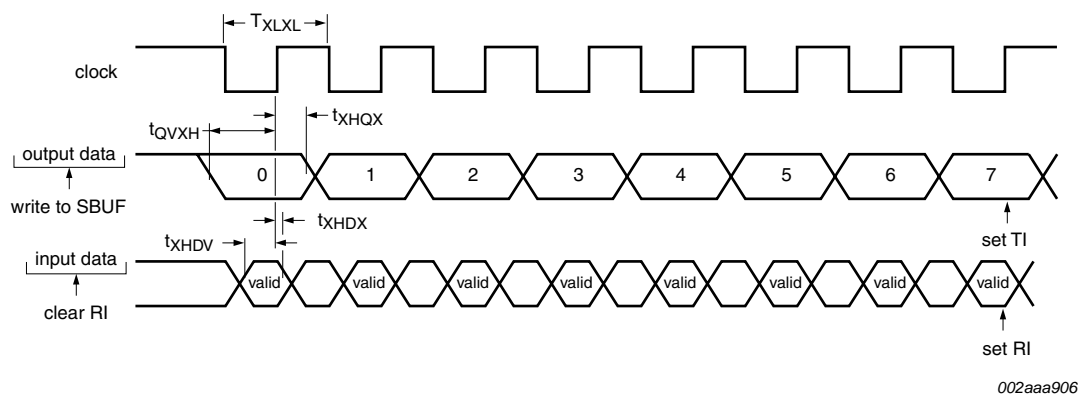 TXLXL
clock
tXHQX
tQVXH
output data
0 1 2 3 4 5 6 7
write to SBUF
tXHDX
set TI
tXHDV
input data
valid valid valid valid valid valid valid valid
clear RI
set RI
002aaa906